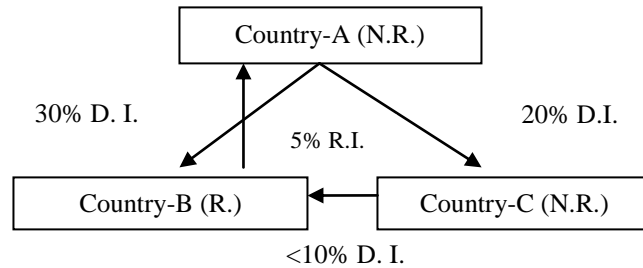 Country-A (N.R.)
30% D. I.
20% D.I.
5% R.I.
Country-B (R.)
Country-C (N.R.)
<10% D. I.